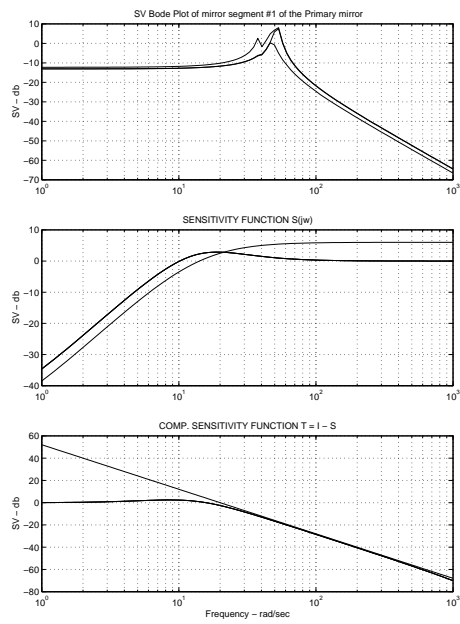 SV Bode Plot of mirror segment #1 of the Primary mirror
10
0
−10
−20
−30
−40
−50
−60
−70
SV − db
10^0 10^1 10^2 10^3
SENSITIVITY FUNCTION S(jw)
10
0
−10
−20
−30
−40
SV − db
10^0 10^1 10^2 10^3
COMP. SENSITIVITY FUNCTION T = I − S
60
40
20
0
−20
−40
−60
−80
SV − db
10^0 10^1 10^2 10^3
Frequency − rad/sec